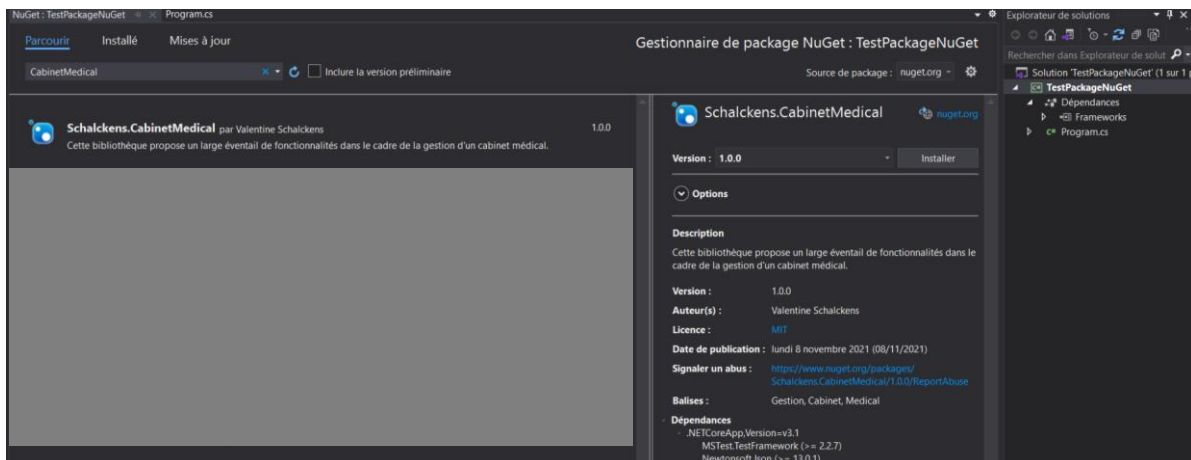 NuGet : TestPackageNuGet
Program.cs
Parcourir Installé Mises à jour
Gestionnaire de package NuGet : TestPackageNuGet
CabinetMedical
Inclure la version préliminaire
Source de package : nuget.org
Schalckens.CabinetMedical par Valentine Schalckens 1.0.0
Cette bibliothèque propose un large éventail de fonctionnalités dans le cadre de la gestion d'un cabinet médical.
Schalckens.CabinetMedical
nuget.org
Version : 1.0.0
Installer
Options
Description
Cette bibliothèque propose un large éventail de fonctionnalités dans le
cadre de la gestion d'un cabinet médical.
Version : 1.0.0
Auteur(s) : Valentine Schalckens
Licence : MIT
Date de publication : lundi 8 novembre 2021 (08/11/2021)
Signaler un abus : https://www.nuget.org/packages/
Schalckens.CabinetMedical/1.0.0/ReportAbuse
Balises : Gestion, Cabinet, Medical
Dépendances
.NETCoreApp,Version=v3.1
MSTest.TestFramework (>= 2.2.7)
Newtonsoft.Json (>= 13.0.1)
Explorateur de solutions
Rechercher dans Explorateur de solut
Solution 'TestPackageNuGet' (1 sur 1 p
TestPackageNuGet
Dépendances
Frameworks
C# Program.cs